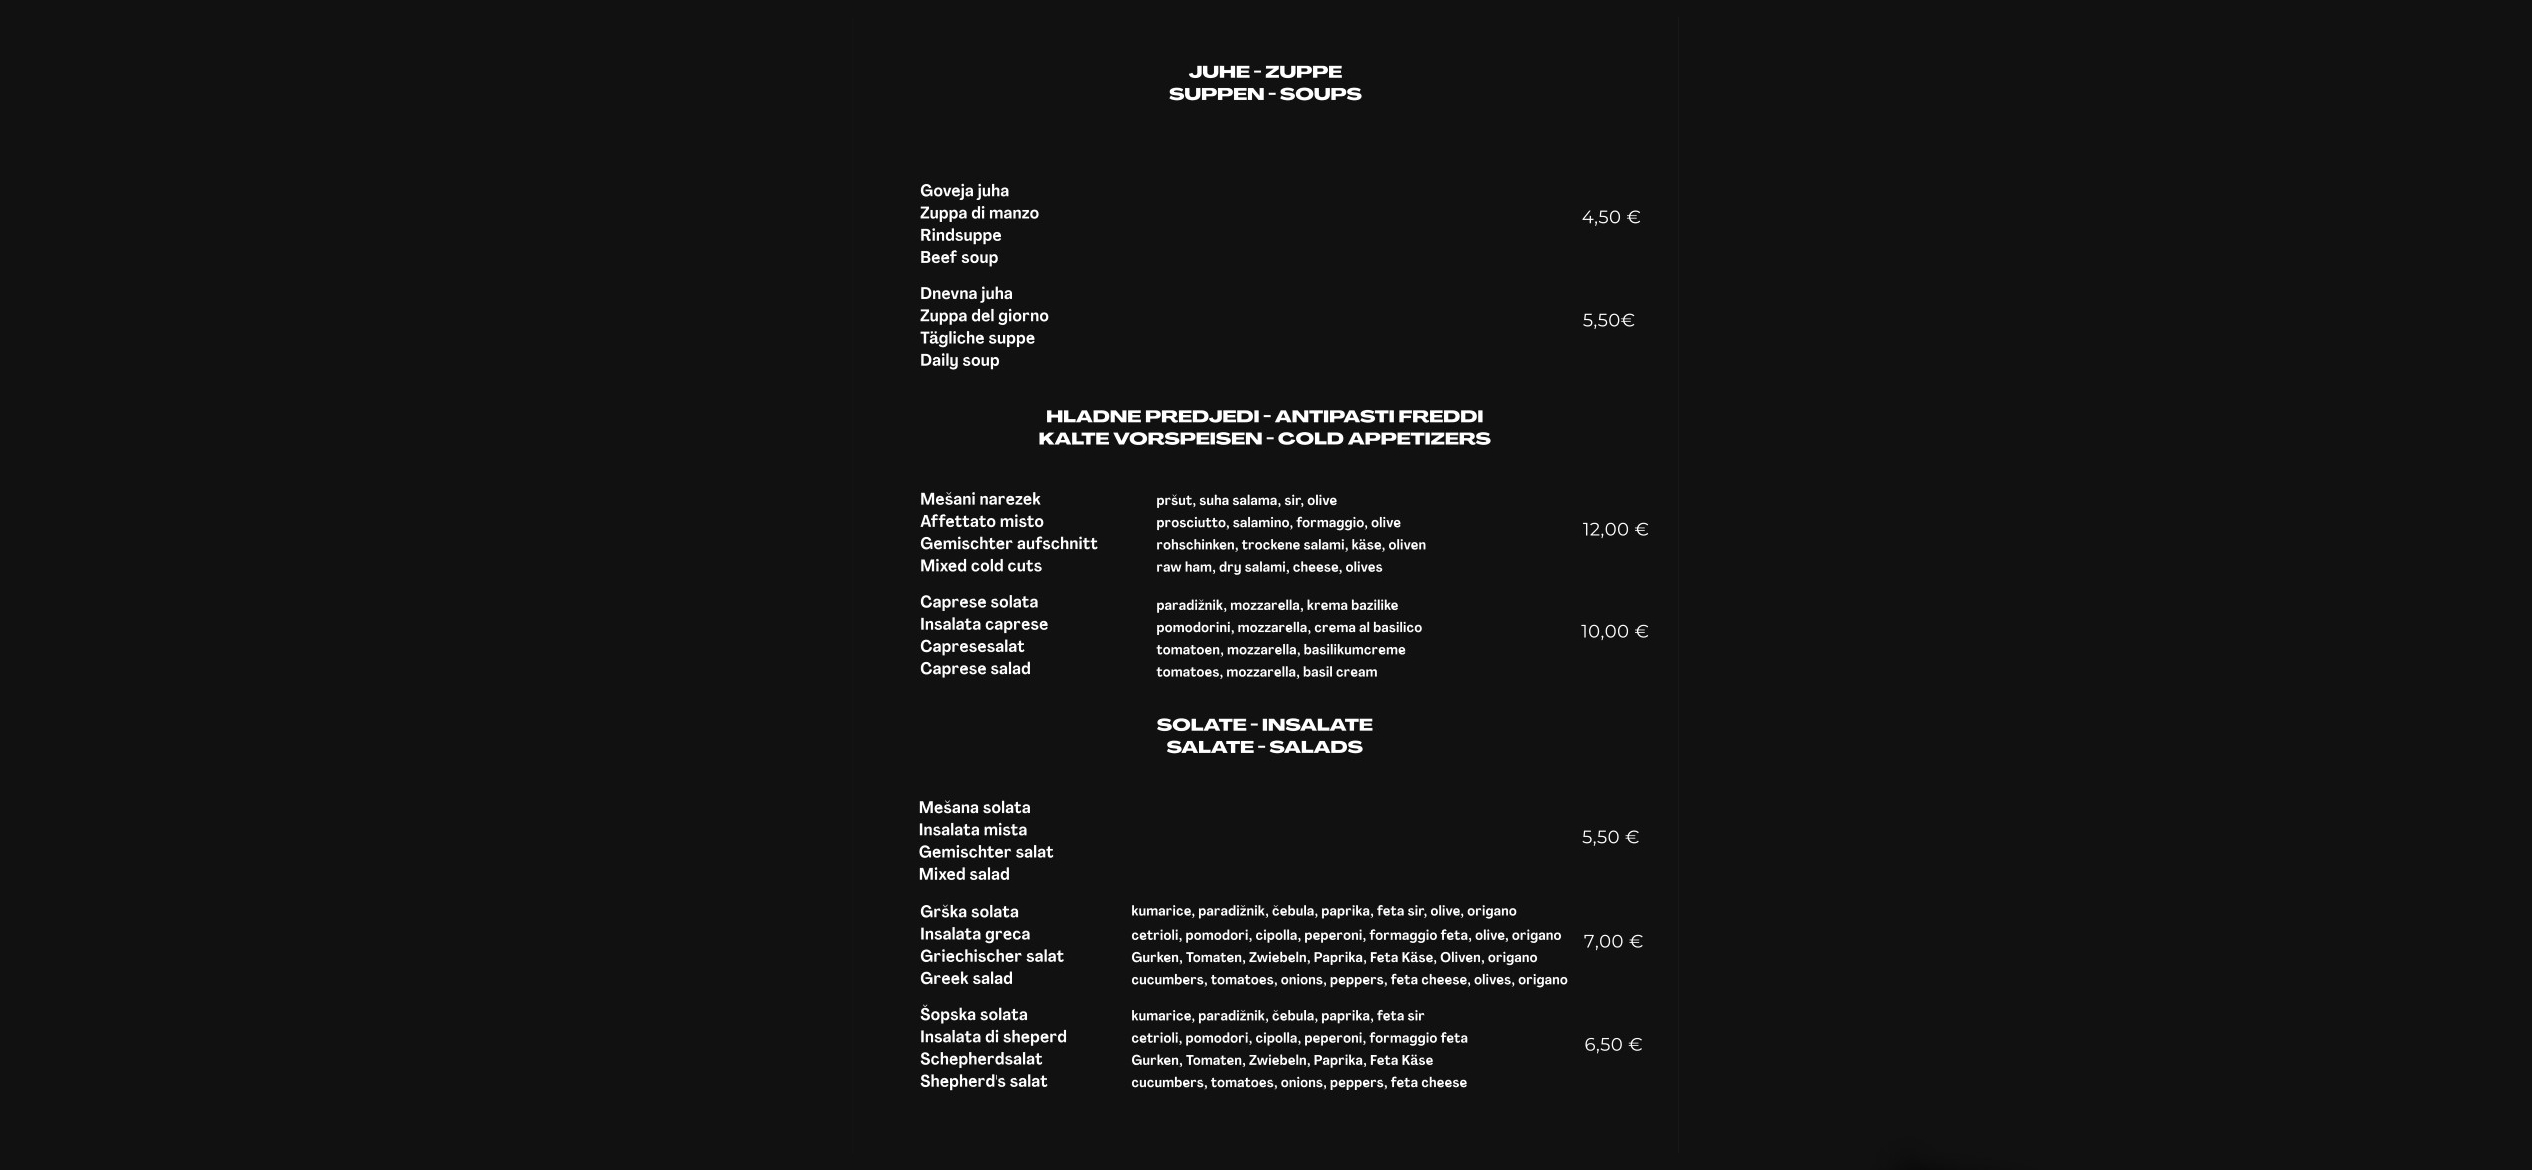 JUHE - ZUPPE
SUPPEN - SOUPS
Goveja juha
Zuppa di manzo
Rindsuppe
Beef soup
4,50 €
Dnevna juha
Zuppa del giorno
Tägliche suppe
Daily soup
5,50€
HLADNE PREDJEDI - ANTIPASTI FREDDI
KALTE VORSPEISEN - COLD APPETIZERS
Mešani narezek
Affettato misto
Gemischter aufschnitt
Mixed cold cuts
pršut, suha salama, sir, olive
prosciutto, salamino, formaggio, olive
rohschinken, trockene salami, käse, oliven
raw ham, dry salami, cheese, olives
12,00 €
Caprese solata
Insalata caprese
Capresesalat
Caprese salad
paradižnik, mozzarella, krema bazilike
pomodorini, mozzarella, crema al basilico
tomatoen, mozzarella, basilikumcreme
tomatoes, mozzarella, basil cream
10,00 €
SOLATE - INSALATE
SALATE - SALADS
Mešana solata
Insalata mista
Gemischter salat
Mixed salad
5,50 €
Grška solata
Insalata greca
Griechischer salat
Greek salad
kumarice, paradižnik, čebula, paprika, feta sir, olive, origano
cetrioli, pomodori, cipolla, peperoni, formaggio feta, olive, origano
Gurken, Tomaten, Zwiebeln, Paprika, Feta Käse, Oliven, origano
cucumbers, tomatoes, onions, peppers, feta cheese, olives, origano
7,00 €
Šopska solata
Insalata di sheperd
Schepherdsalat
Shepherd's salat
kumarice, paradižnik, čebula, paprika, feta sir
cetrioli, pomodori, cipolla, peperoni, formaggio feta
Gurken, Tomaten, Zwiebeln, Paprika, Feta Käse
cucumbers, tomatoes, onions, peppers, feta cheese
6,50 €